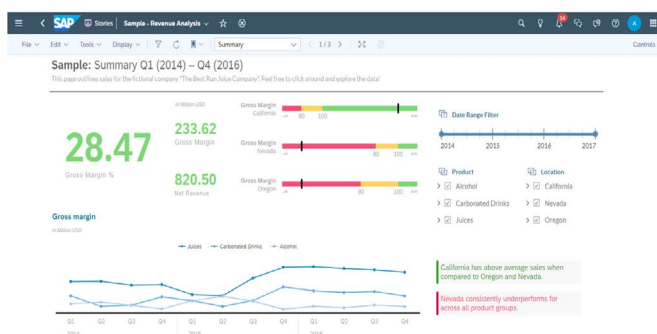 SAP Stories Sample - Revenue Analysis
54
A
File Edit Tools Display Summary 1 / 3 Controls
Sample: Summary Q1 (2014) – Q4 (2016)
This page outlines sales for the fictional company "The Best Run Juice Company". Feel free to click around and explore the data!
in Million USD
28.47
Gross Margin %
233.62
Gross Margin
820.50
Net Revenue
Gross Margin
California
80 100
Gross Margin
Nevada
80 100
Gross Margin
Oregon
80 100
Date Range Filter
2014 2015 2016 2017
Product Location
Alcohol California
Carbonated Drinks Nevada
Juices Oregon
Gross margin
in Million USD
Juices Carbonated Drinks Alcohol
Q1 Q2 Q3 Q4 Q1 Q2 Q3 Q4 Q1 Q2 Q3 Q4
2014 2015 2016
California has above average sales when
compared to Oregon and Nevada.
Nevada consistently underperforms for
across all product groups.